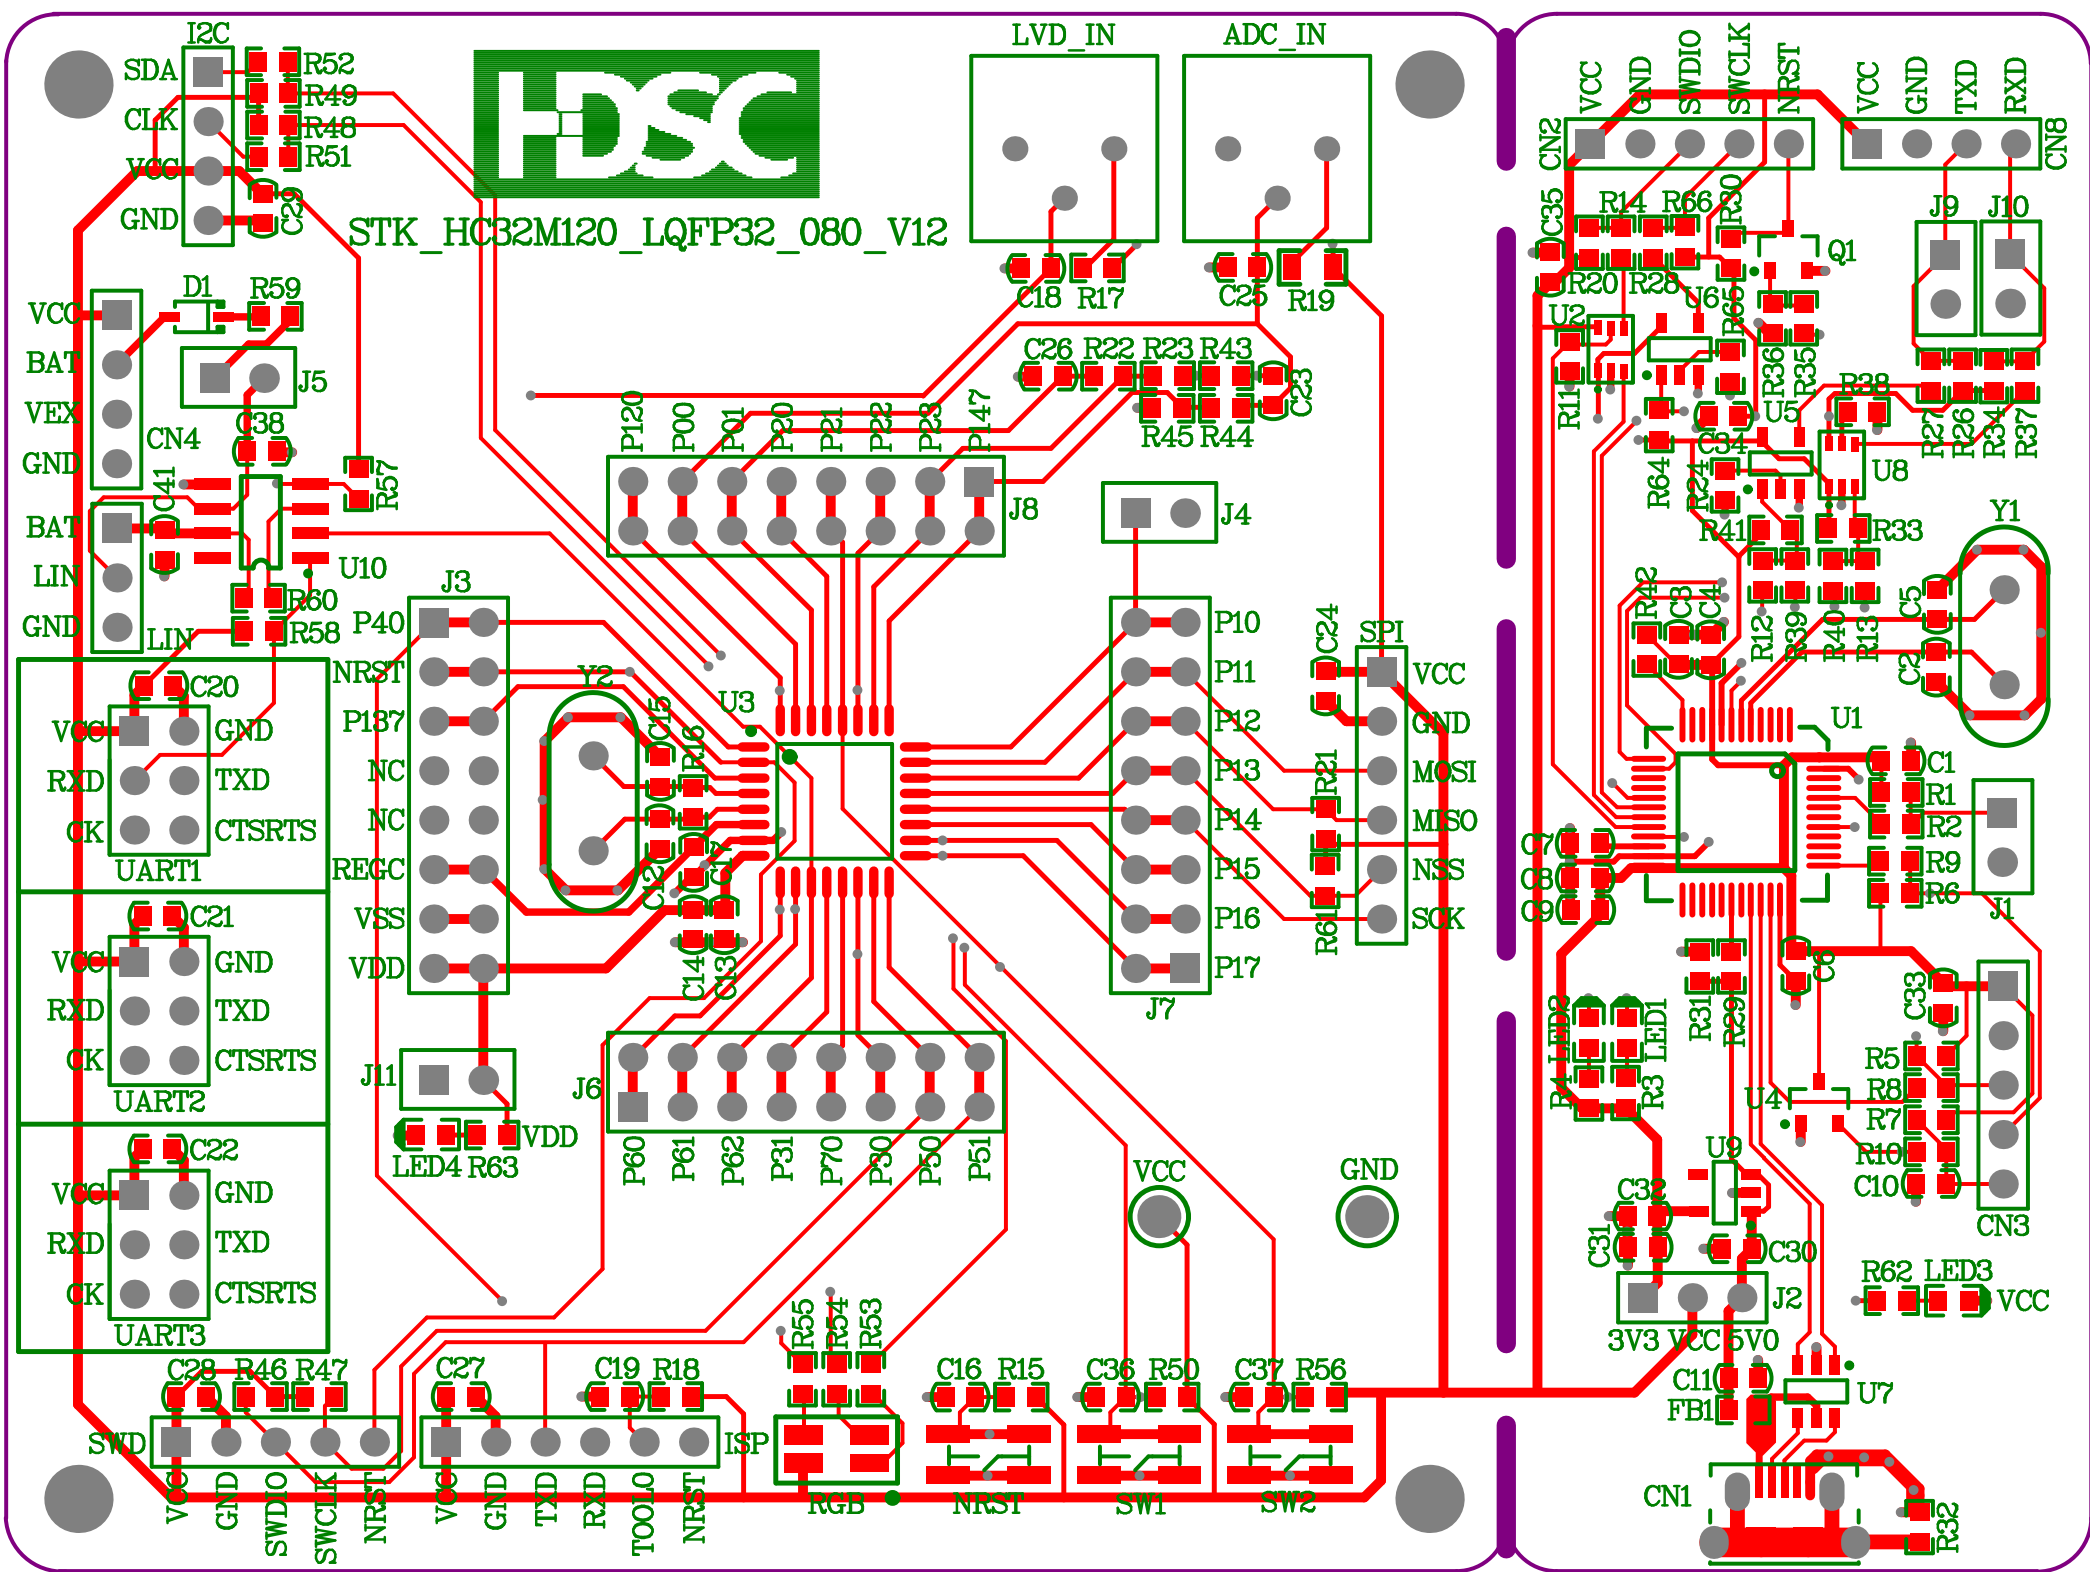 I2C
SDA
CLK
VCC
GND
R52
R49
R48
R51
C29
HDSC
STK_HC32M120_LQFP32_080_V12
LVD_IN
ADC_IN
C18
R17
C25
R19
VCC
BAT
VEX
GND
CN4
D1
R59
J5
C38
C41
R57
U10
BAT
LIN
GND
LIN
R60
R58
C26
R22
R23
R43
C23
R45
R44
P120
P00
P01
P20
P21
P22
P23
P147
J8
J4
J3
P40
NRST
P137
NC
NC
REGC
VSS
VDD
Y2
C15
R16
C12
C17
C14
C13
U3
P10
P11
P12
P13
P14
P15
P16
P17
J7
C24
R21
R61
SPI
VCC
GND
MOSI
MISO
NSS
SCK
C20
VCC
GND
RXD
TXD
CK
CTSRTS
UART1
C21
VCC
GND
RXD
TXD
CK
CTSRTS
UART2
C22
VCC
GND
RXD
TXD
CK
CTSRTS
UART3
J11
LED4
R63
VDD
J6
P60
P61
P62
P31
P70
P30
P50
P51
VCC
GND
C28
R46
R47
SWD
VCC
GND
SWDIO
SWCLK
NRST
C27
C19
R18
ISP
VCC
GND
TXD
RXD
TOOL0
NRST
R55
R54
R53
RGB
C16
R15
NRST
C36
R50
SW1
C37
R56
SW2
VCC
GND
SWDIO
SWCLK
NRST
CN2
VCC
GND
TXD
RXD
CN8
C35
R14
R66
R30
R20
R28
Q1
J9
J10
U2
U6
R65
R11
R36
R35
R38
R27
R26
R34
R37
R64
C34
U5
R24
U8
R41
R33
Y1
R42
C3
C4
R12
R39
R40
R13
C5
C2
U1
C1
R1
R2
R9
R6
J1
C7
C8
C9
LED2
LED1
R4
R3
R31
R29
C6
C33
R5
R8
R7
R10
C10
CN3
U4
U9
C32
C31
C30
J2
3V3 VCC 5V0
R62
LED3
VCC
C11
FB1
U7
CN1
R32